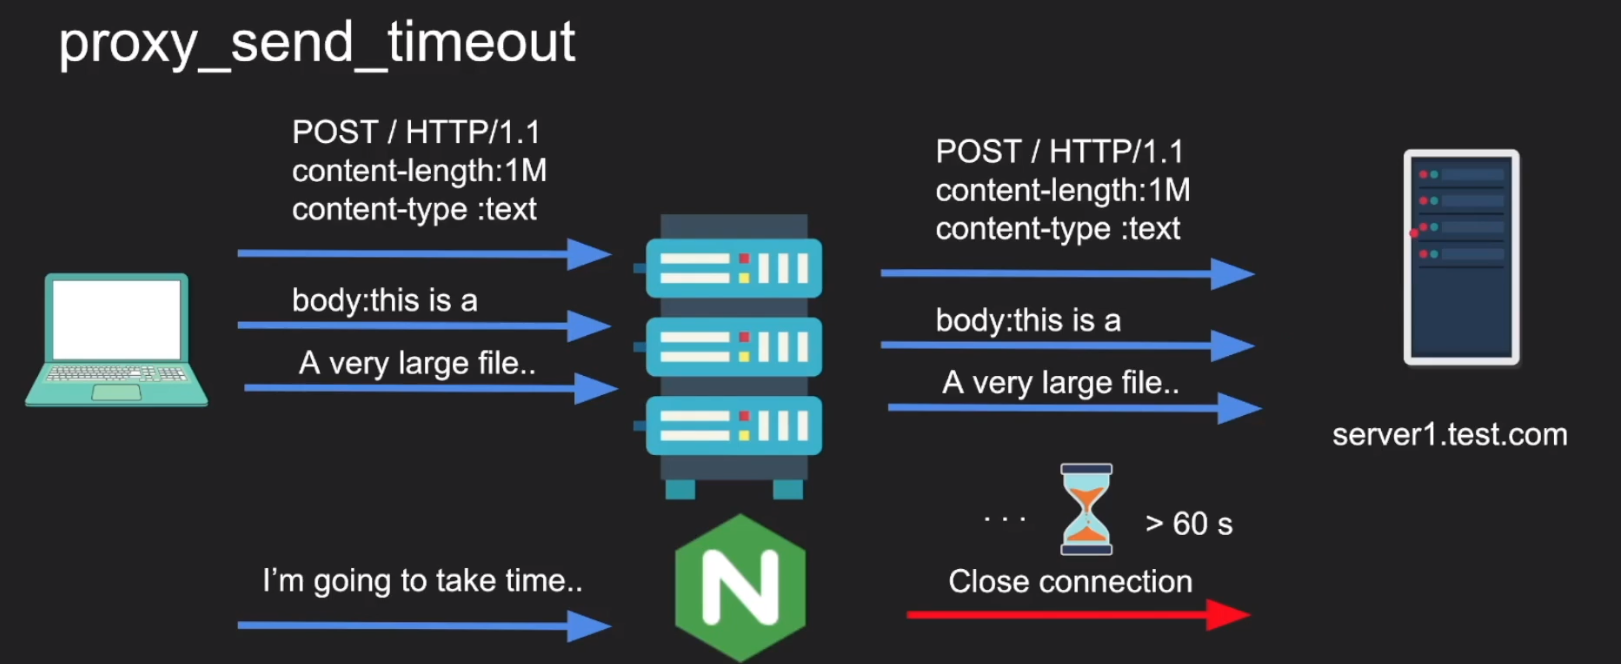 proxy_send_timeout
POST / HTTP/1.1
content-length:1M
content-type :text
body:this is a
A very large file..
I'm going to take time..
N
POST / HTTP/1.1
content-length:1M
content-type :text
body:this is a
A very large file..
. . .
> 60 s
Close connection
server1.test.com